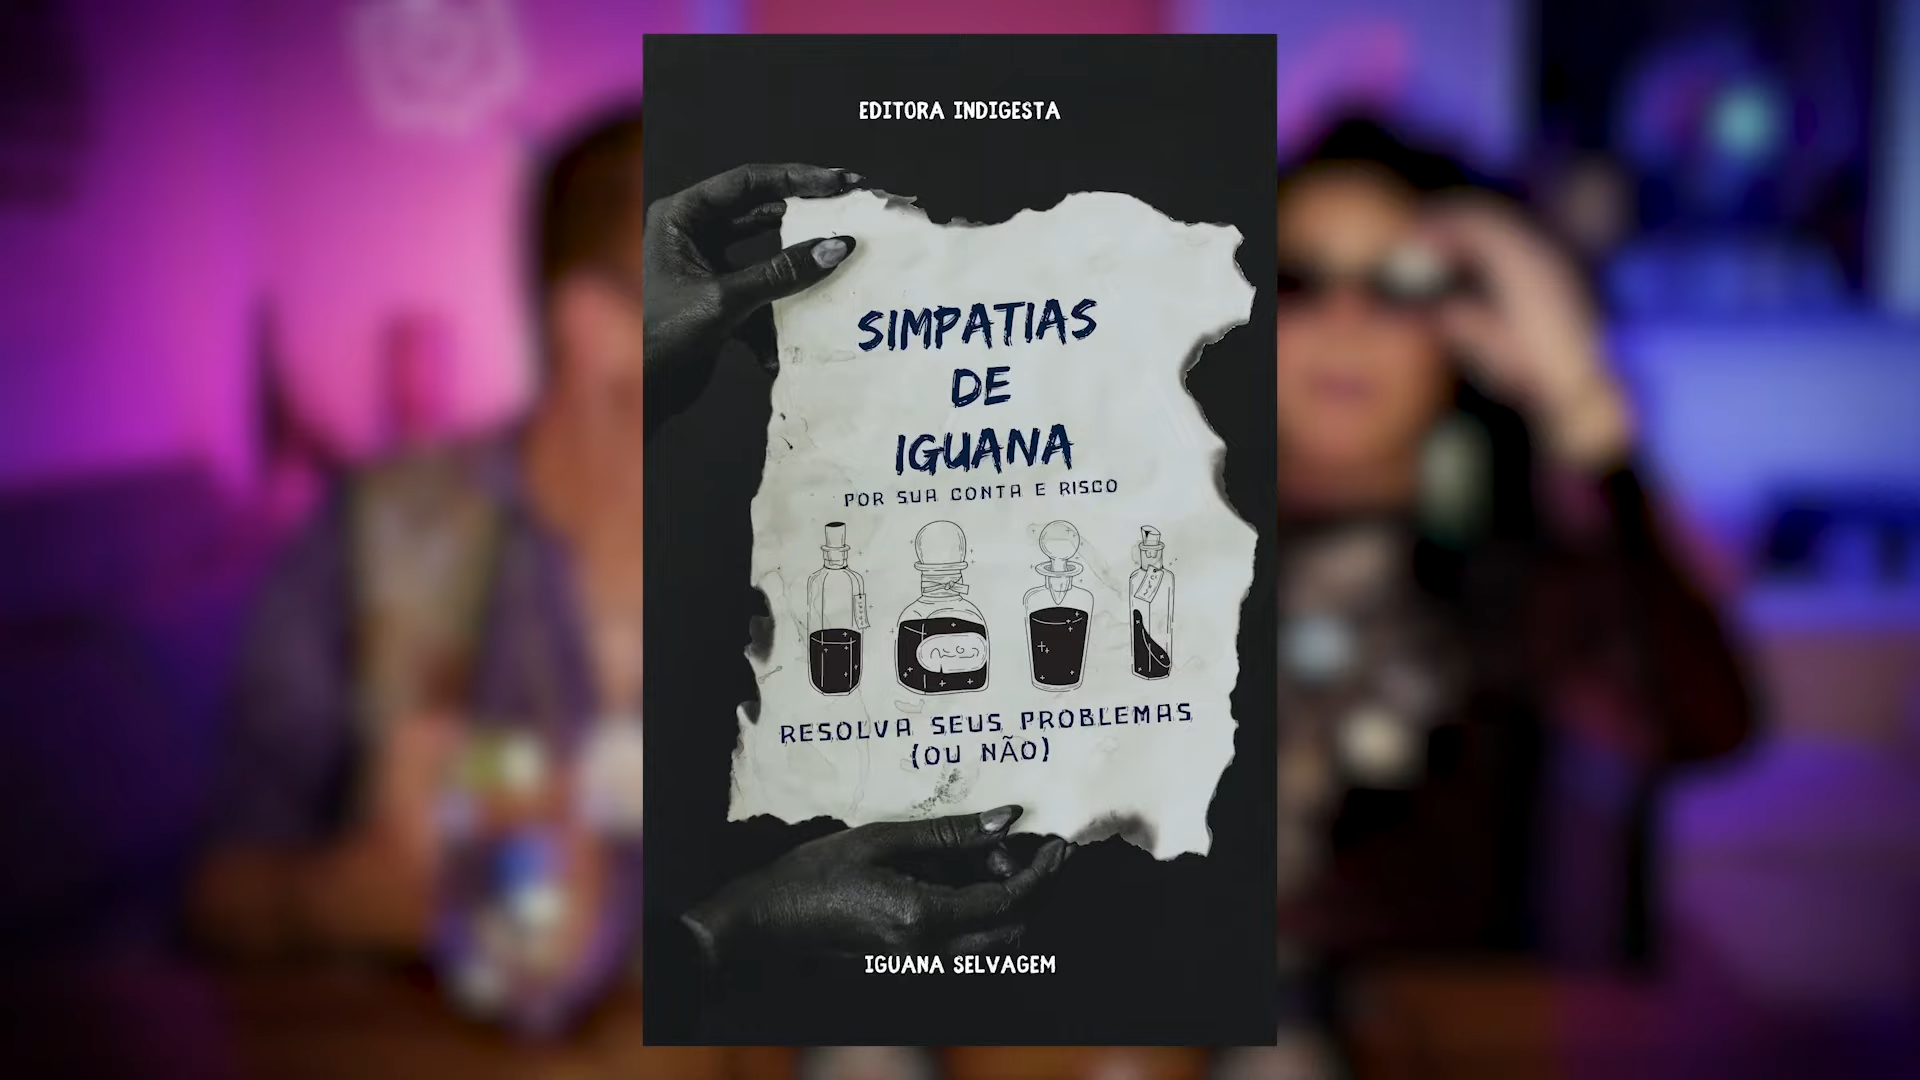 EDITORA INDIGESTA
SIMPATIAS
DE
IGUANA
POR SUA CONTA E RISCO
RESOLVA SEUS PROBLEMAS
(OU NÃO)
IGUANA SELVAGEM